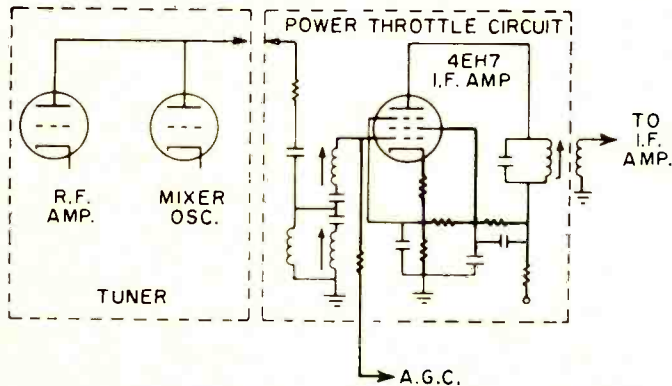 POWER THROTTLE CIRCUIT
4EH7
I.F. AMP
TO
I.F.
AMP.
R.F.
AMP.
MIXER
OSC.
TUNER
A.G.C.